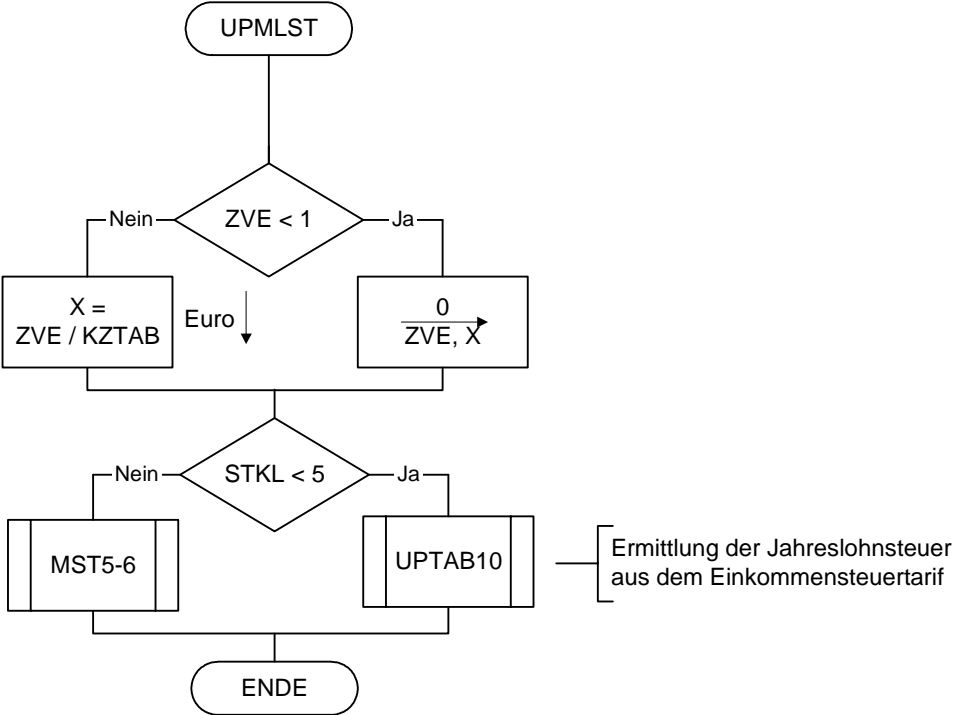 UPMLST
Nein
ZVE < 1
Ja
X =
ZVE / KZTAB
Euro
0
ZVE, X
Nein
STKL < 5
Ja
MST5-6
UPTAB10
Ermittlung der Jahreslohnsteuer
aus dem Einkommensteuertarif
ENDE